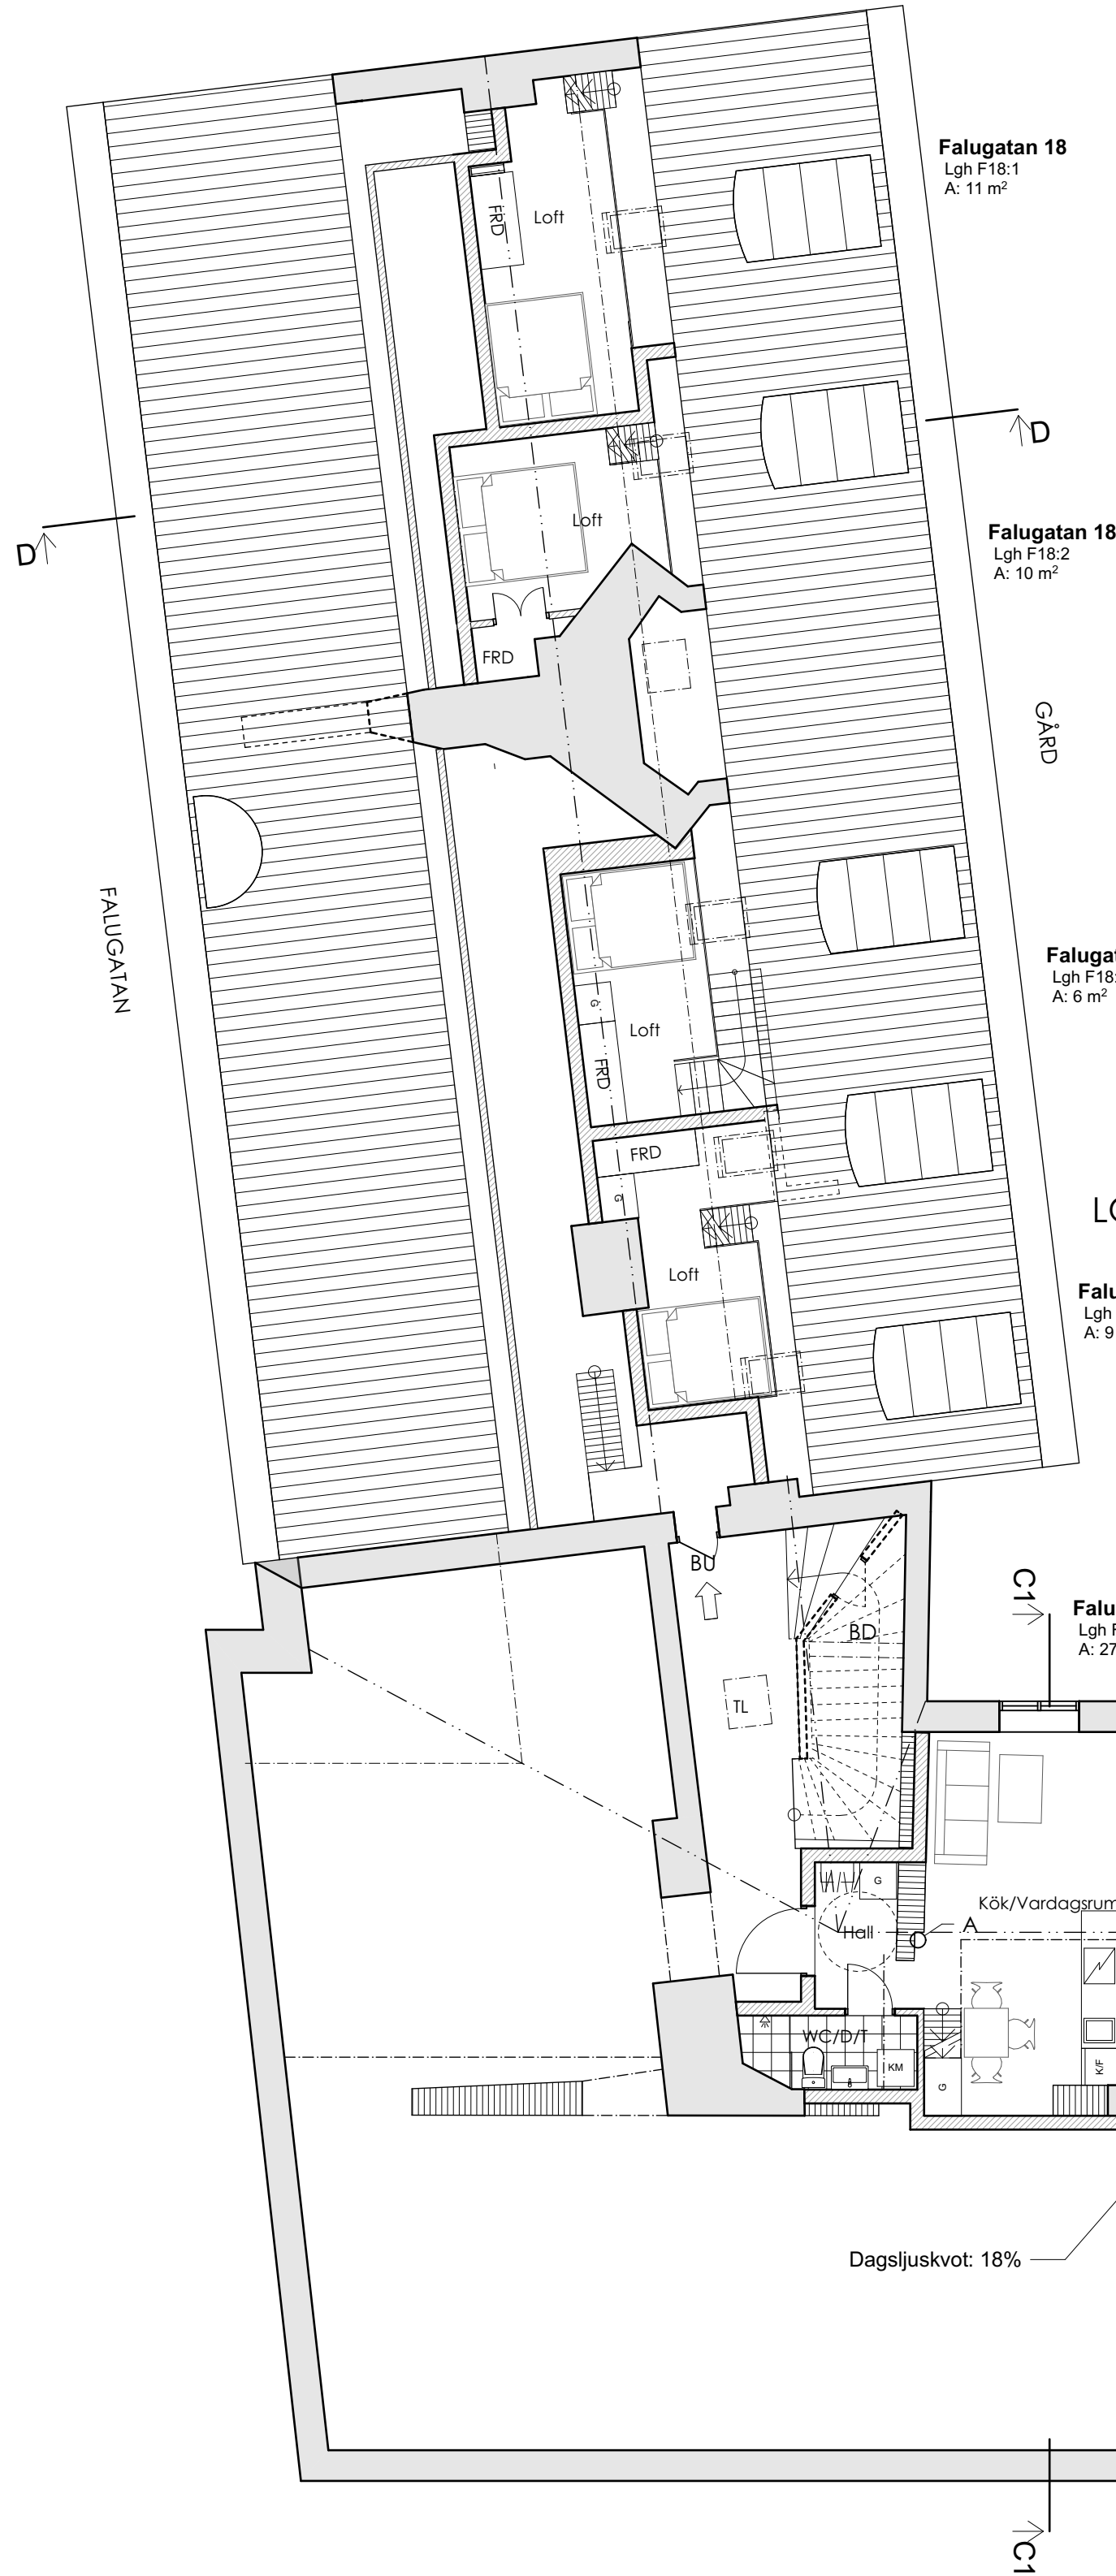 Falugatan 18
Lgh F18:1
A: 11 m²
FRD
Loft
D
D
Loft
Falugatan 18
Lgh F18:2
A: 10 m²
FRD
GÅRD
FALUGATAN
Falugat
Lgh F18:
A: 6 m²
G
Loft
FRD
FRD
G
LO
Loft
Falu
Lgh
A: 9
BU
C1
Falu
Lgh F
A: 27
BD
TL
G
Kök/Vardagsrum
A
Hall
WC/D/T
KM
K/F
G
Dagsljuskvot: 18%
C1